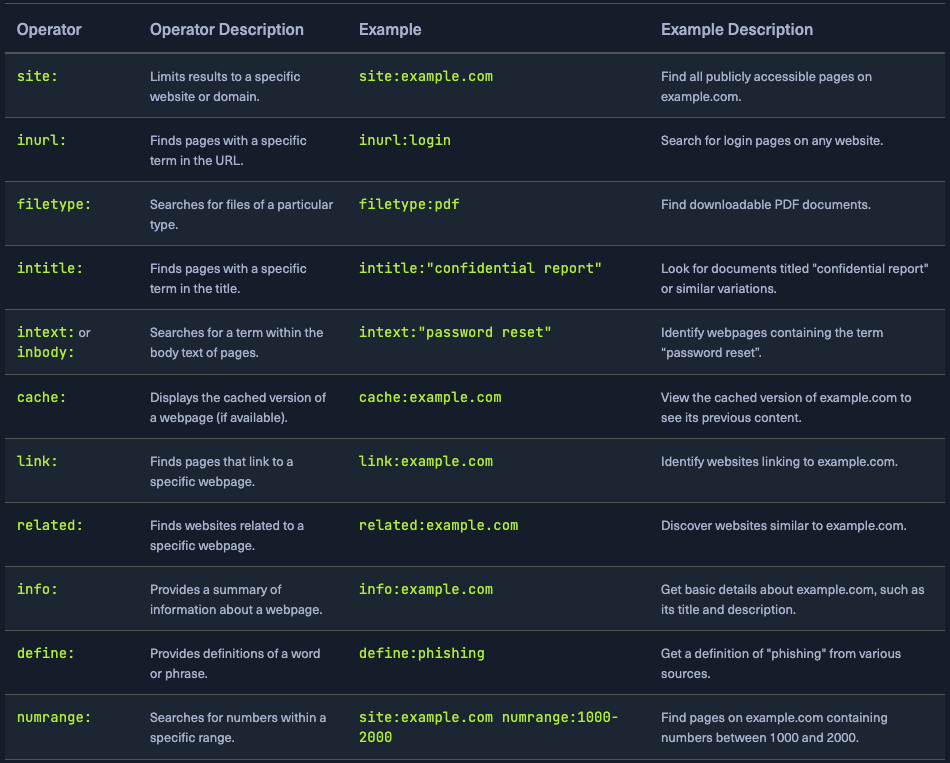 Operator Operator Description Example Example Description
site: Limits results to a specific site:example.com Find all publicly accessible pages on
website or domain. example.com.
inurl: Finds pages with a specific inurl:login Search for login pages on any website.
term in the URL.
filetype: Searches for files of a particular filetype:pdf Find downloadable PDF documents.
type.
intitle: Finds pages with a specific intitle:"confidential report" Look for documents titled "confidential report"
term in the title. or similar variations.
intext: or Searches for a term within the intext:"password reset" Identify webpages containing the term
inbody: body text of pages. “password reset”.
cache: Displays the cached version of cache:example.com View the cached version of example.com to
a webpage (if available). see its previous content.
link: Finds pages that link to a link:example.com Identify websites linking to example.com.
specific webpage.
related: Finds websites related to a related:example.com Discover websites similar to example.com.
specific webpage.
info: Provides a summary of info:example.com Get basic details about example.com, such as
information about a webpage. its title and description.
define: Provides definitions of a word define:phishing Get a definition of "phishing" from various
or phrase. sources.
numrange: Searches for numbers within a site:example.com numrange:1000- Find pages on example.com containing
specific range. 2000 numbers between 1000 and 2000.